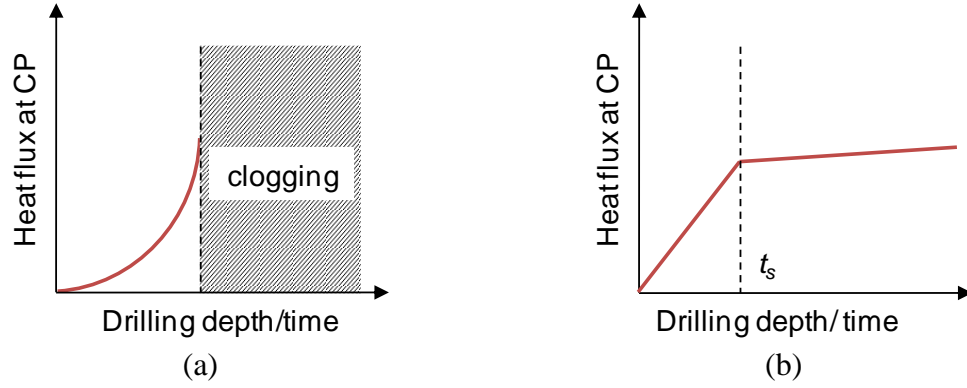 Heat flux at CP
clogging
Drilling depth/time
(a)
Heat flux at CP
ts
Drilling depth/ time
(b)